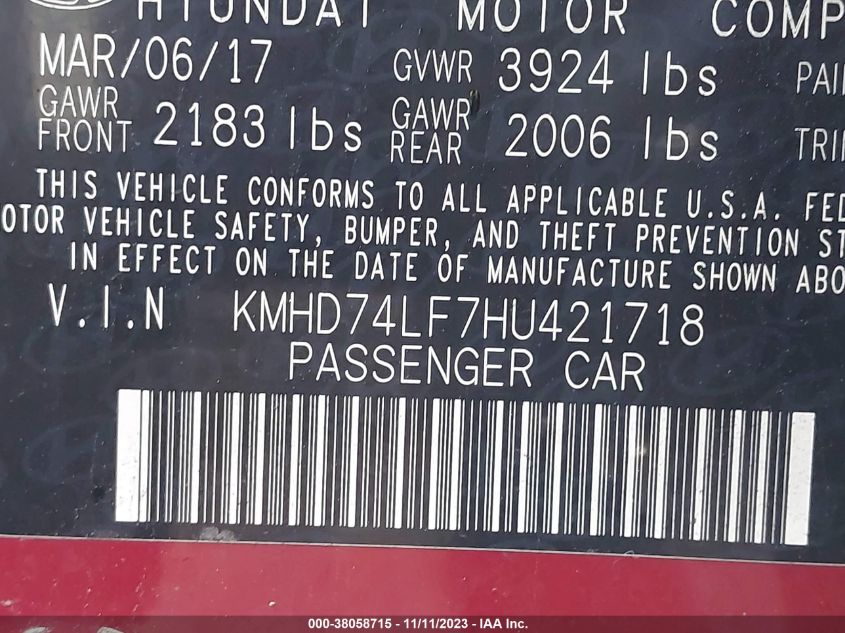 HYUNDAI MOTOR COMP
MAR/06/17 GVWR 3924 lbs PAI
GAWR FRONT 2183 lbs GAWR REAR 2006 lbs TRI
THIS VEHICLE CONFORMS TO ALL APPLICABLE U.S.A. FED
OTOR VEHICLE SAFETY, BUMPER, AND THEFT PREVENTION ST
IN EFFECT ON THE DATE OF MANUFACTURE SHOWN ABO
V.I.N KMHD74LF7HU421718
PASSENGER CAR
000-38058715 - 11/11/2023 - © IAA Inc.